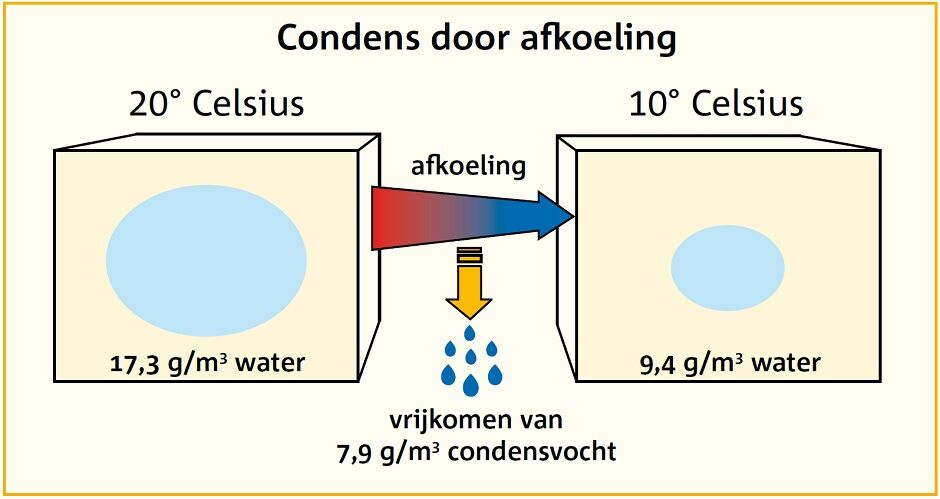 Condens door afkoeling
20° Celsius
10° Celsius
afkoeling
17,3 g/m³ water
9,4 g/m³ water
vrijkomen van
7,9 g/m³ condensvocht